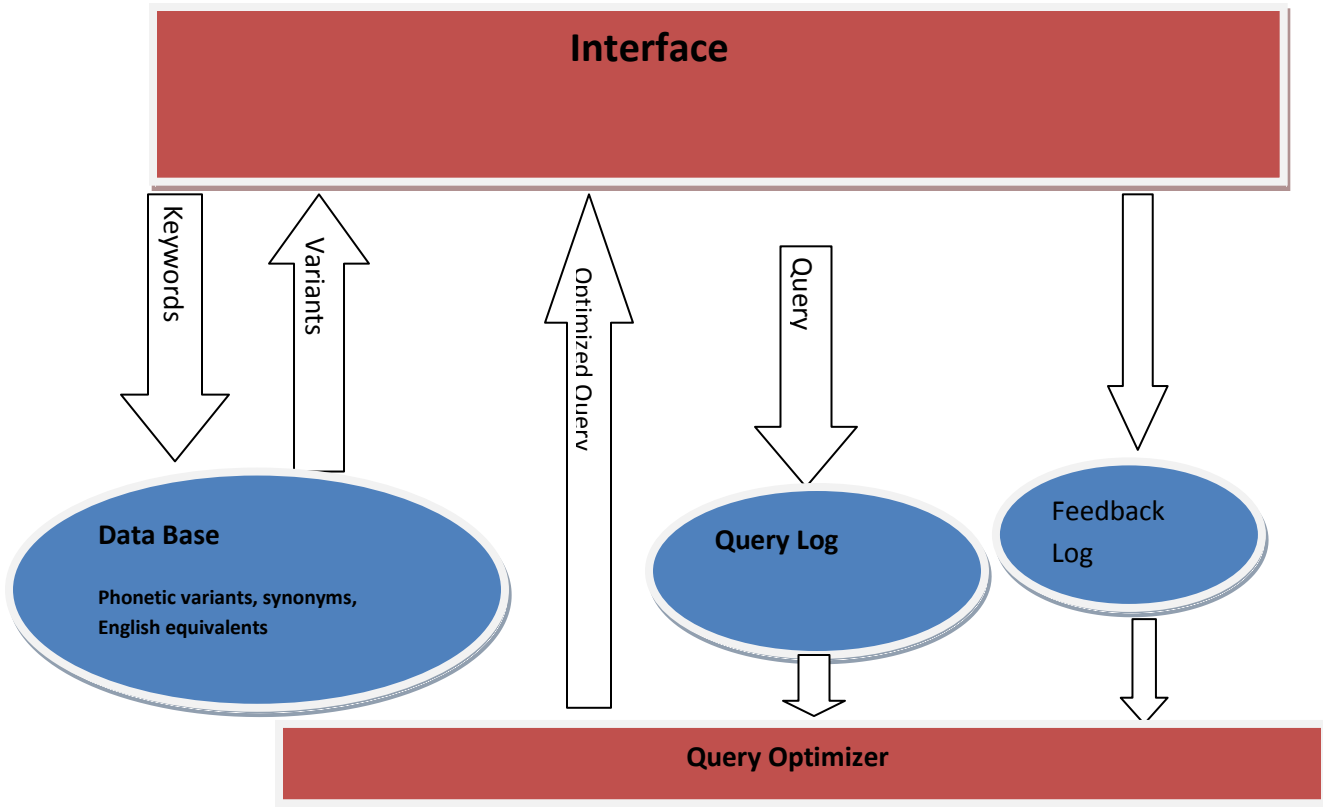 Interface
Keywords
Variants
Optimized Query
Query
Data Base
Phonetic variants, synonyms,
English equivalents
Query Log
Feedback
Log
Query Optimizer